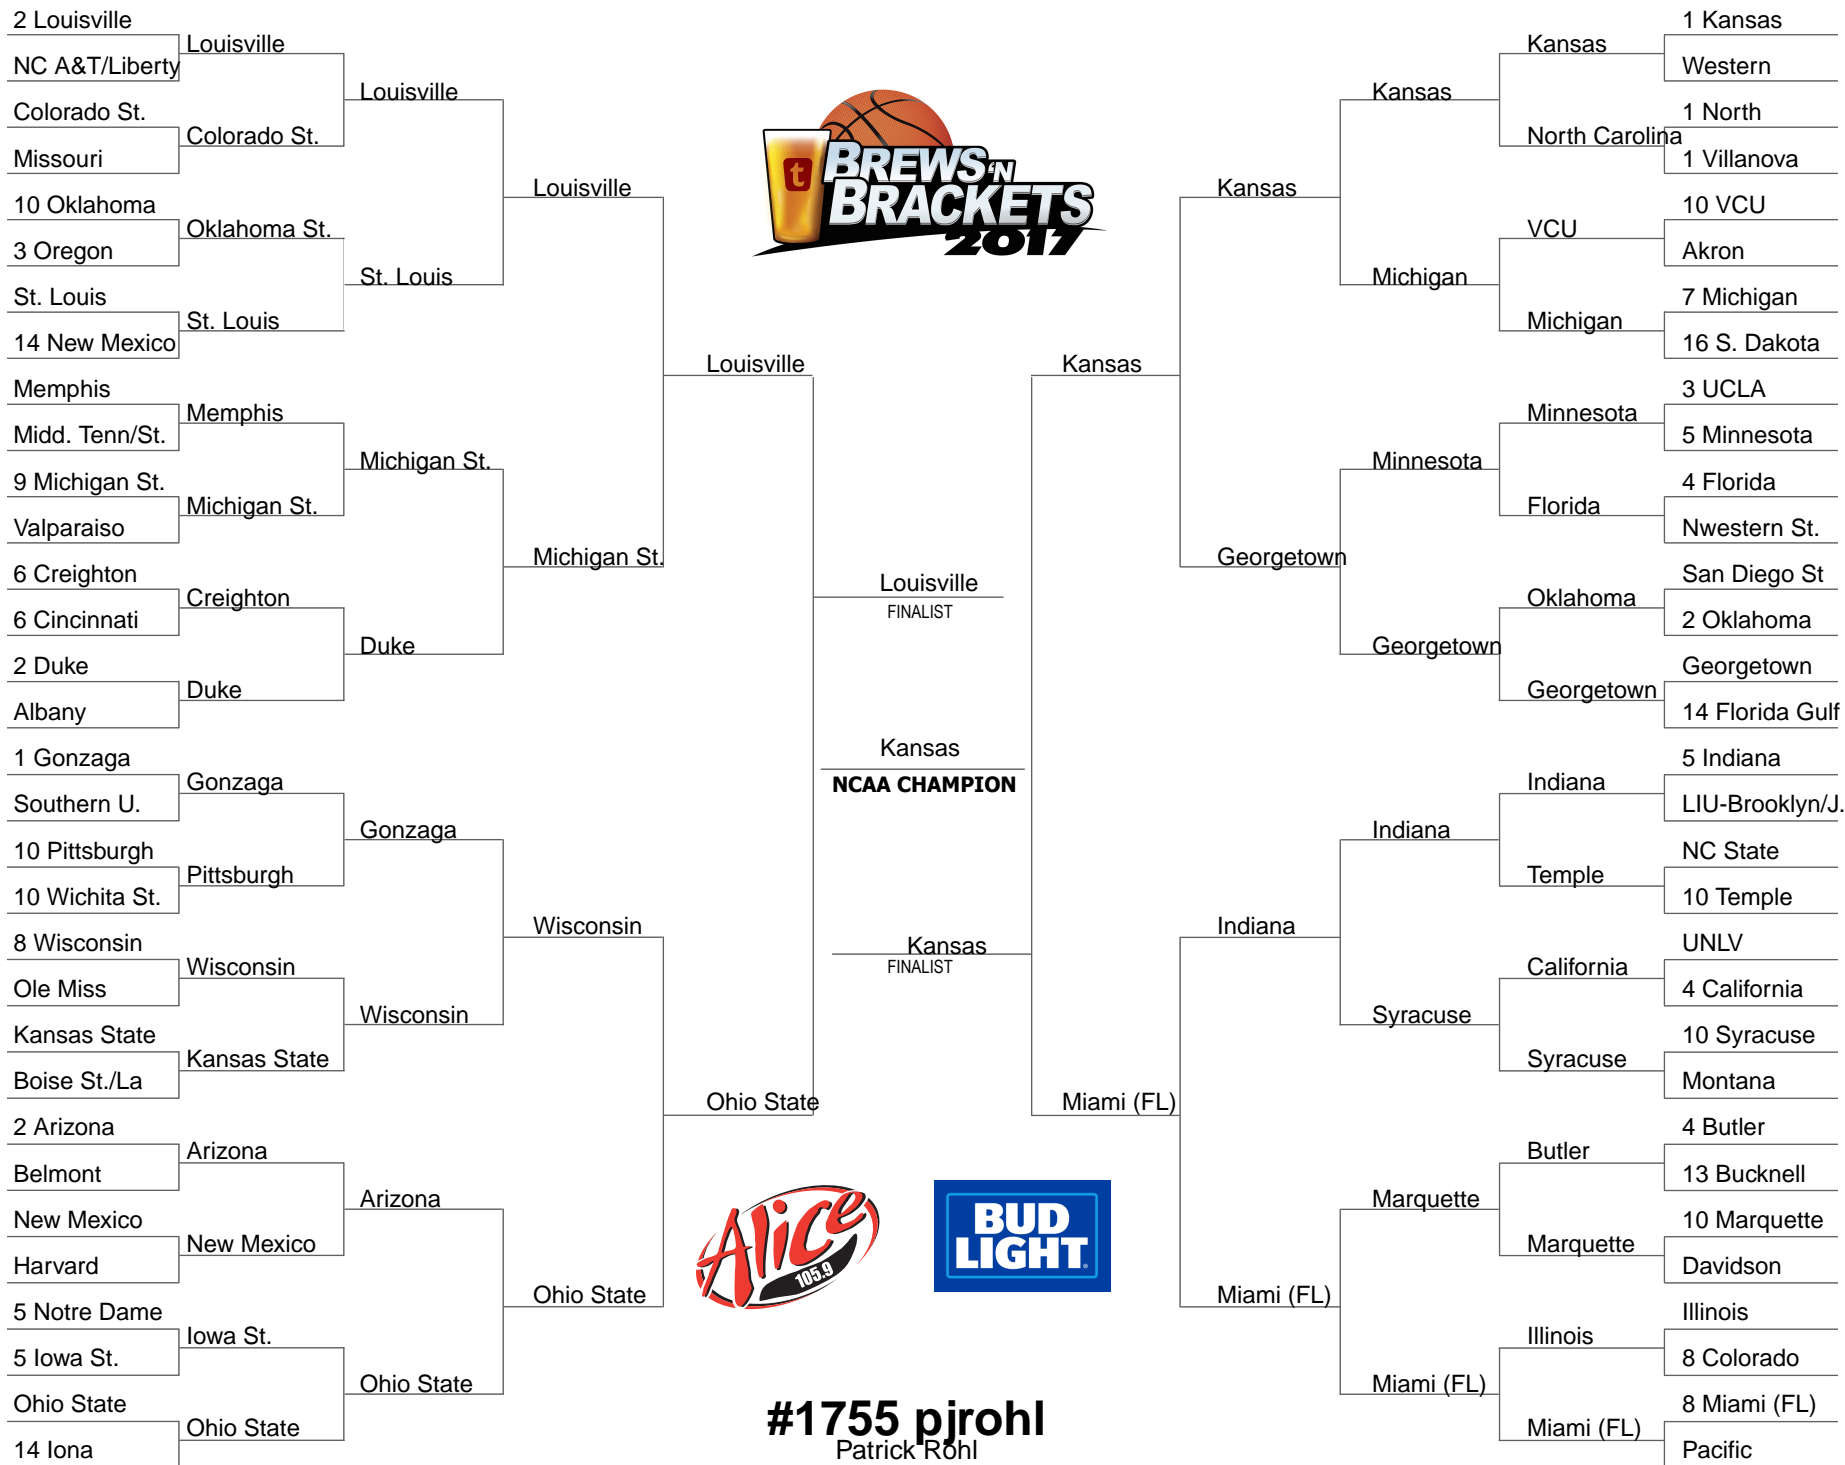 2 Louisville
NC A&T/Liberty
Colorado St.
Missouri
10 Oklahoma
3 Oregon
St. Louis
14 New Mexico
Memphis
Midd. Tenn/St.
9 Michigan St.
Valparaiso
6 Creighton
6 Cincinnati
2 Duke
Albany
1 Gonzaga
Southern U.
10 Pittsburgh
10 Wichita St.
8 Wisconsin
Ole Miss
Kansas State
Boise St./La
2 Arizona
Belmont
New Mexico
Harvard
5 Notre Dame
5 Iowa St.
Ohio State
14 Iona
Louisville
Colorado St.
Oklahoma St.
St. Louis
Memphis
Michigan St.
Creighton
Duke
Gonzaga
Pittsburgh
Wisconsin
Kansas State
Arizona
New Mexico
Iowa St.
Ohio State
Louisville
St. Louis
Michigan St.
Duke
Gonzaga
Wisconsin
Arizona
Ohio State
Louisville
Michigan St.
Wisconsin
Ohio State
Louisville
Ohio State
t
BREWS 'N
BRACKETS
2017
Louisville
FINALIST
Kansas
NCAA CHAMPION
Kansas
FINALIST
Alice
105.9
BUD
LIGHT
#1755 pjrohl
Patrick Rohl
Kansas
Miami (FL)
Kansas
Georgetown
Indiana
Miami (FL)
Kansas
Michigan
Minnesota
Georgetown
Indiana
Syracuse
Marquette
Miami (FL)
Kansas
North Carolina
VCU
Michigan
Minnesota
Florida
Oklahoma
Georgetown
Indiana
Temple
California
Syracuse
Butler
Marquette
Illinois
Miami (FL)
1 Kansas
Western
1 North
1 Villanova
10 VCU
Akron
7 Michigan
16 S. Dakota
3 UCLA
5 Minnesota
4 Florida
Nwestern St.
San Diego St
2 Oklahoma
Georgetown
14 Florida Gulf
5 Indiana
LIU-Brooklyn/J.
NC State
10 Temple
UNLV
4 California
10 Syracuse
Montana
4 Butler
13 Bucknell
10 Marquette
Davidson
Illinois
8 Colorado
8 Miami (FL)
Pacific